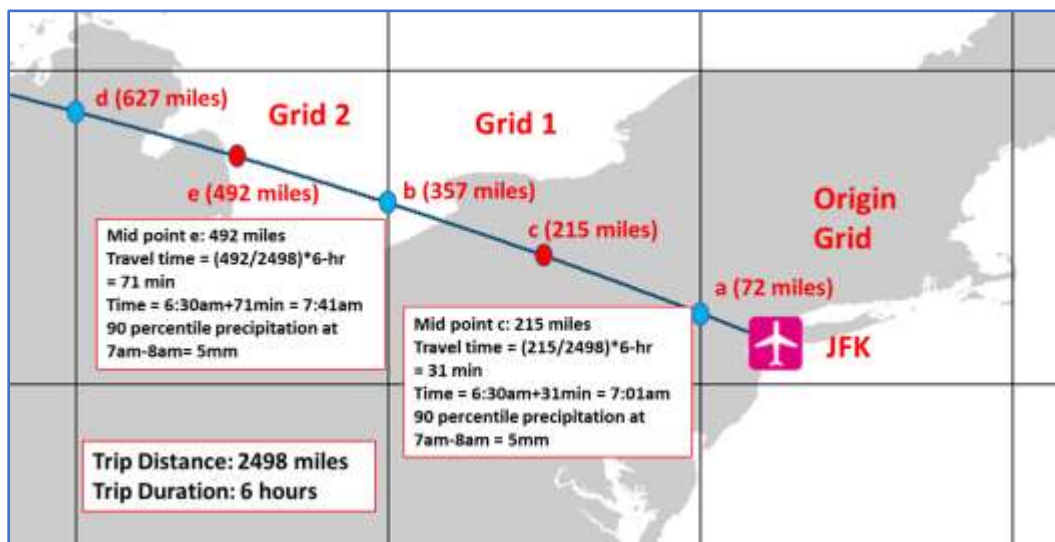 d (627 miles)
Grid 2
Grid 1
e (492 miles)
b (357 miles)
Origin
Grid
c (215 miles)
a (72 miles)
JFK
Mid point e: 492 miles
Travel time = (492/2498)*6-hr
= 71 min
Time = 6:30am+71min = 7:41am
90 percentile precipitation at
7am-8am= 5mm
Mid point c: 215 miles
Travel time = (215/2498)*6-hr
= 31 min
Time = 6:30am+31min = 7:01am
90 percentile precipitation at
7am-8am = 5mm
Trip Distance: 2498 miles
Trip Duration: 6 hours